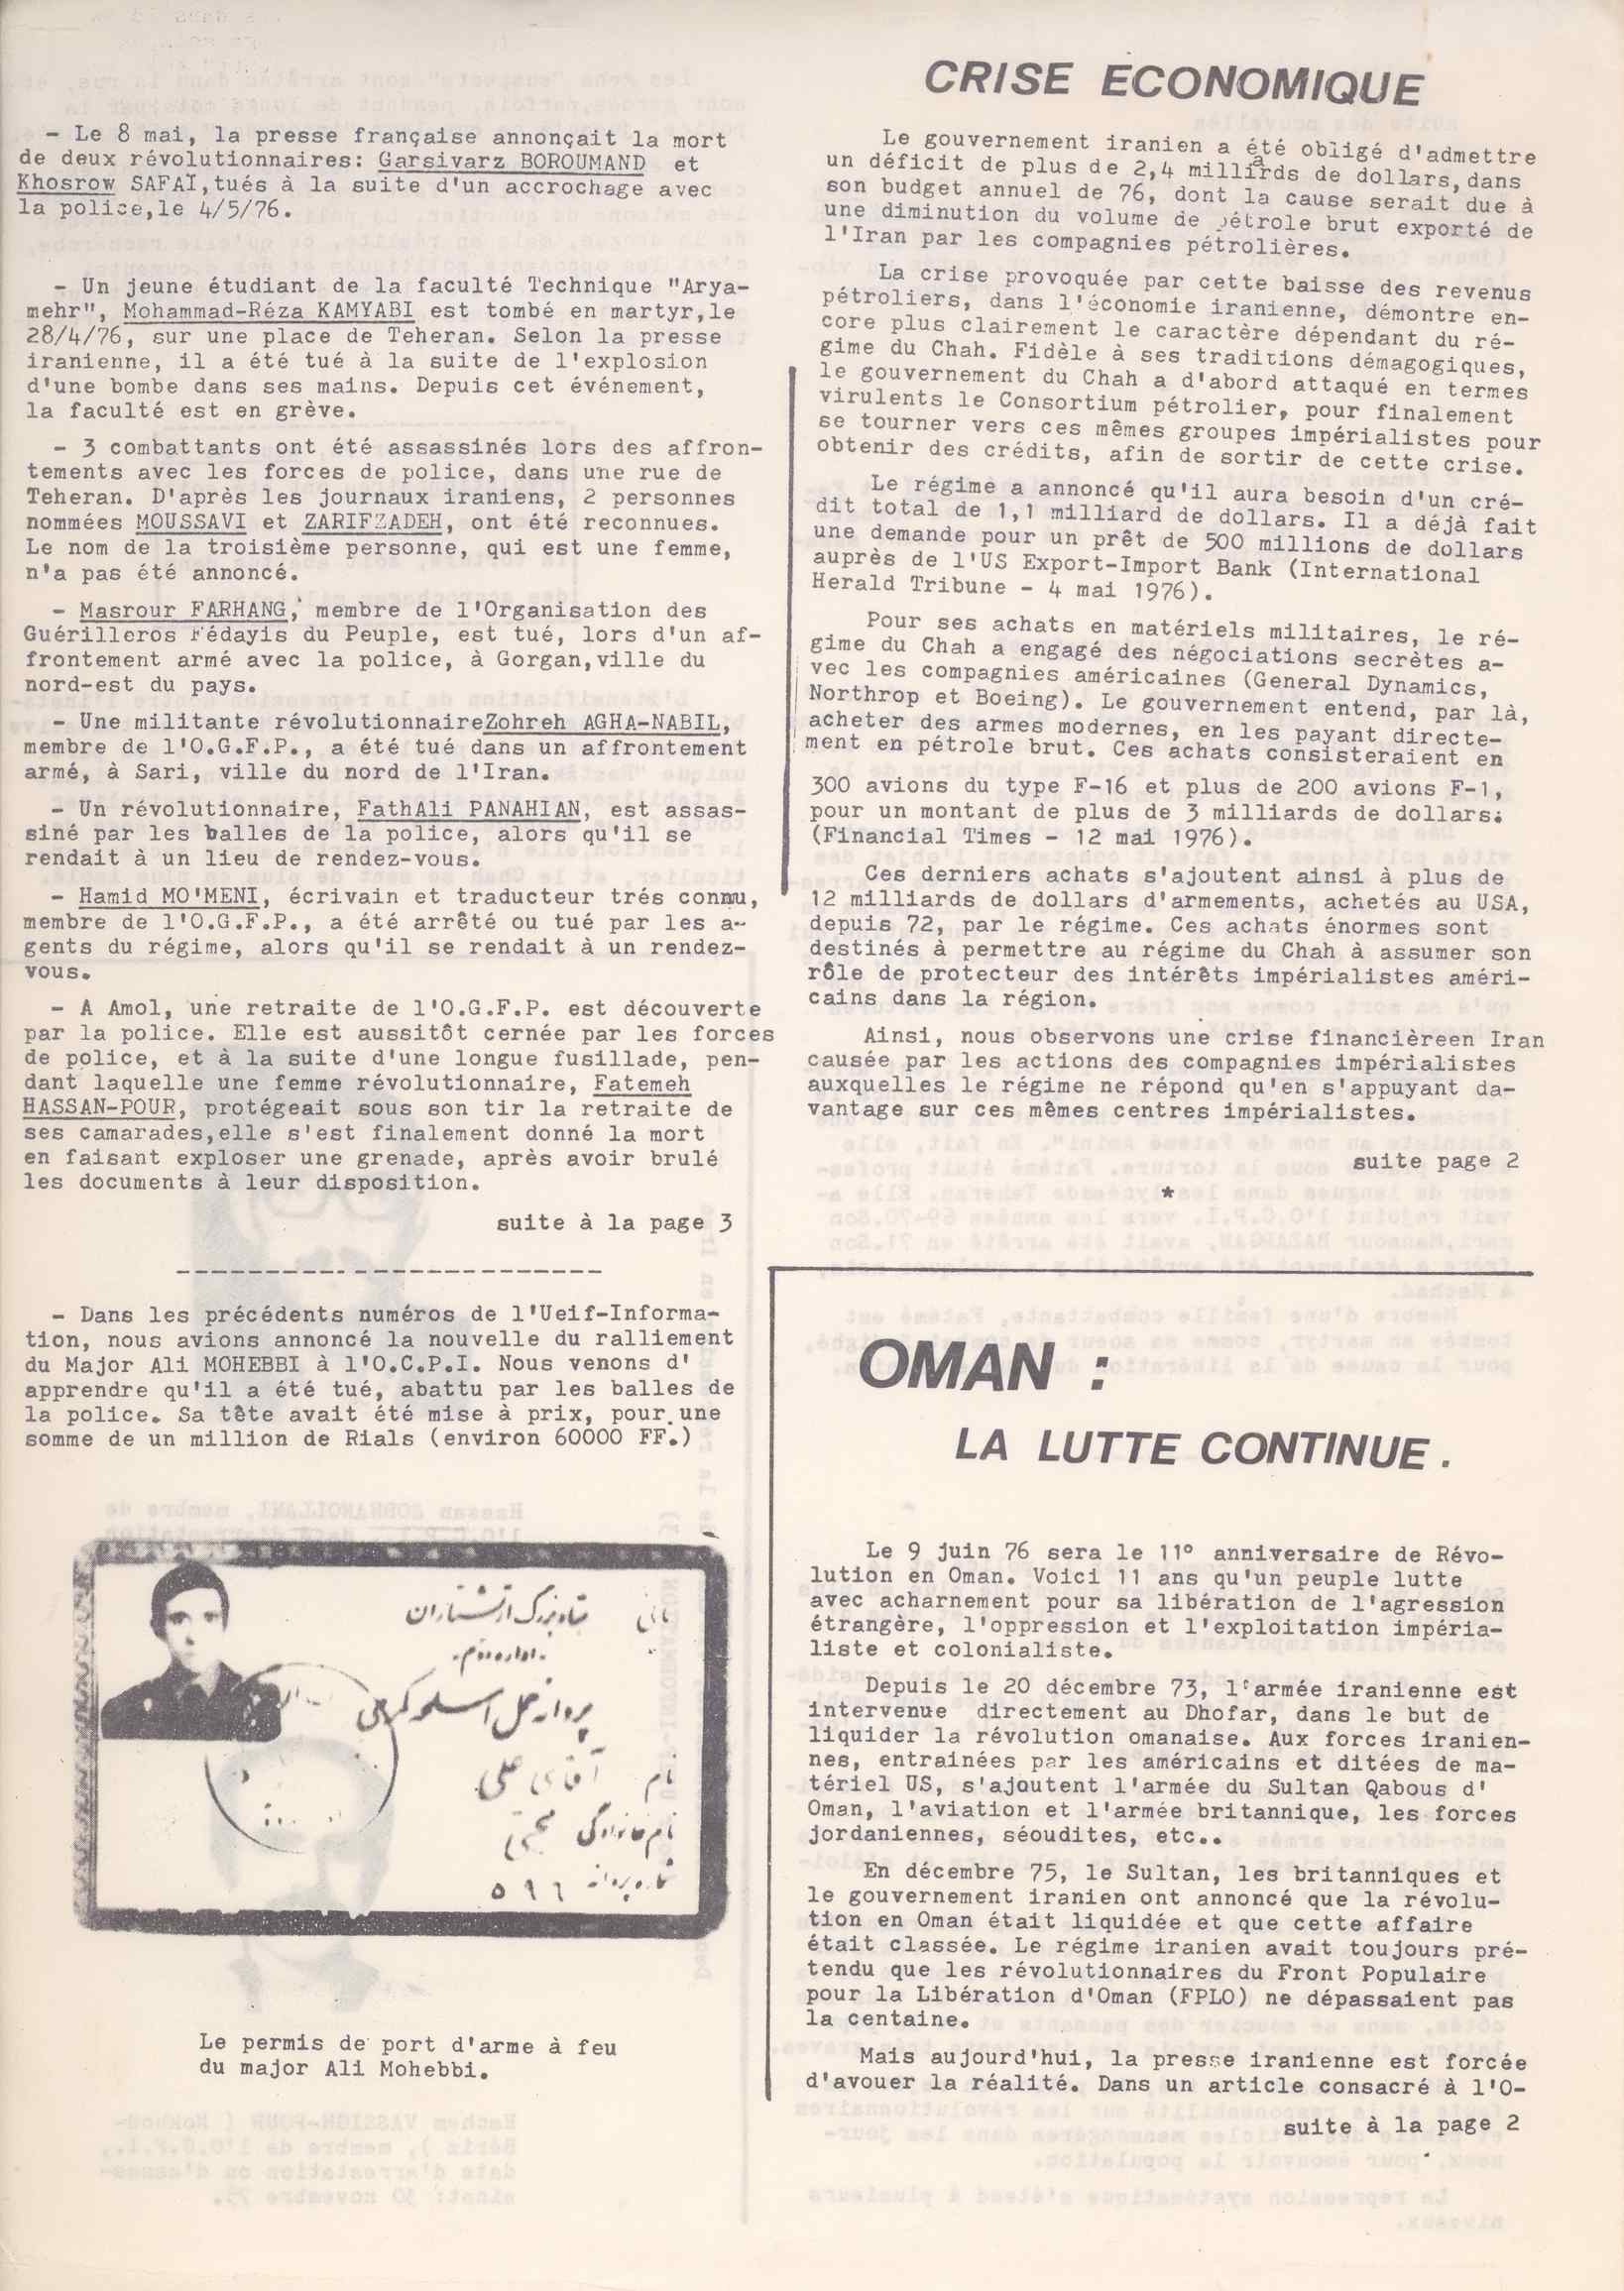 - Le 8 mai, la presse française annonçait la mort
de deux révolutionnaires: Garsivarz BOROUMAND et
Khosrow SAFAÏ,tués à la suite d'un accrochage avec
la police,le 4/5/76.
- Un jeune étudiant de la faculté Technique "Arya-
mehr", Mohammad-Réza KAMYABI est tombé en martyr,le
28/4/76, sur une place de Teheran. Selon la presse
iranienne, il a été tué à la suite de l'explosion
d'une bombe dans ses mains. Depuis cet événement,
la faculté est en grève.
- 3 combattants ont été assassinés lors des affron-
tements avec les forces de police, dans une rue de
Teheran. D'après les journaux iraniens, 2 personnes
nommées MOUSSAVI et ZARIFZADEH, ont été reconnues.
Le nom de la troisième personne, qui est une femme,
n'a pas été annoncé.
- Masrour FARHANG, membre de l'Organisation des
Guérilleros Fédayis du Peuple, est tué, lors d'un af-
frontement armé avec la police, à Gorgan,ville du
nord-est du pays.
- Une militante révolutionnaireZohreh AGHA-NABIL,
membre de l'O.G.F.P., a été tué dans un affrontement
armé, à Sari, ville du nord de l'Iran.
- Un révolutionnaire, FathAli PANAHIAN, est assas-
siné par les balles de la police, alors qu'il se
rendait à un lieu de rendez-vous.
- Hamid MO'MENI, écrivain et traducteur trés connu,
membre de l'O.G.F.P., a été arrêté ou tué par les a-
gents du régime, alors qu'il se rendait à un rendez-
vous.
- A Amol, une retraite de l'O.G.F.P. est découverte
par la police. Elle est aussitôt cernée par les forces
de police, et à la suite d'une longue fusillade, pen-
dant laquelle une femme révolutionnaire, Fatemeh
HASSAN-POUR, protégeait sous son tir la retraite de
ses camarades,elle s'est finalement donné la mort
en faisant exploser une grenade, après avoir brulé
les documents à leur disposition.
suite à la page 3
- Dans les précédents numéros de l'Ueif-Informa-
tion, nous avions annoncé la nouvelle du ralliement
du Major Ali MOHEBBI à l'O.C.P.I. Nous venons d'
apprendre qu'il a été tué, abattu par les balles de
la police. Sa tête avait été mise à prix, pour une
somme de un million de Rials (environ 60000 FF.)
ستاد بزرگ ارتشتاران
اداره دوم
پروانه حمل اسلحه کمری
نام آقای علی
نام خانوادگی محبی
شماره پروانه ۵۹۶
Le permis de port d'arme à feu
du major Ali Mohebbi.
CRISE ECONOMIQUE
Le gouvernement iranien a été obligé d'admettre
un déficit de plus de 2,4 milliards de dollars,dans
son budget annuel de 76, dont la cause serait due à
une diminution du volume de pétrole brut exporté de
l'Iran par les compagnies pétrolières.
La crise provoquée par cette baisse des revenus
pétroliers, dans l'économie iranienne, démontre en-
core plus clairement le caractère dépendant du ré-
gime du Chah. Fidèle à ses traditions démagogiques,
le gouvernement du Chah a d'abord attaqué en termes
virulents le Consortium pétrolier, pour finalement
se tourner vers ces mêmes groupes impérialistes pour
obtenir des crédits, afin de sortir de cette crise.
Le régime a annoncé qu'il aura besoin d'un cré-
dit total de 1,1 milliard de dollars. Il a déjà fait
une demande pour un prêt de 500 millions de dollars
auprès de l'US Export-Import Bank (International
Herald Tribune - 4 mai 1976).
Pour ses achats en matériels militaires, le ré-
gime du Chah a engagé des négociations secrètes a-
vec les compagnies américaines (General Dynamics,
Northrop et Boeing). Le gouvernement entend, par là,
acheter des armes modernes, en les payant directe-
ment en pétrole brut. Ces achats consisteraient en
300 avions du type F-16 et plus de 200 avions F-1,
pour un montant de plus de 3 milliards de dollars.
(Financial Times - 12 mai 1976).
Ces derniers achats s'ajoutent ainsi à plus de
12 milliards de dollars d'armements, achetés au USA,
depuis 72, par le régime. Ces achats énormes sont
destinés à permettre au régime du Chah à assumer son
rôle de protecteur des intérêts impérialistes améri-
cains dans la région.
Ainsi, nous observons une crise financièreen Iran
causée par les actions des compagnies impérialistes
auxquelles le régime ne répond qu'en s'appuyant da-
vantage sur ces mêmes centres impérialistes.
suite page 2
*
OMAN :
LA LUTTE CONTINUE.
Le 9 juin 76 sera le 11° anniversaire de Révo-
lution en Oman. Voici 11 ans qu'un peuple lutte
avec acharnement pour sa libération de l'agression
étrangère, l'oppression et l'exploitation impéria-
liste et colonialiste.
Depuis le 20 décembre 73, l'armée iranienne est
intervenue directement au Dhofar, dans le but de
liquider la révolution omanaise. Aux forces iranien-
nes, entrainées par les américains et ditées de ma-
tériel US, s'ajoutent l'armée du Sultan Qabous d'
Oman, l'aviation et l'armée britannique, les forces
jordaniennes, séoudites, etc..
En décembre 75, le Sultan, les britanniques et
le gouvernement iranien ont annoncé que la révolu-
tion en Oman était liquidée et que cette affaire
était classée. Le régime iranien avait toujours pré-
tendu que les révolutionnaires du Front Populaire
pour la Libération d'Oman (FPLO) ne dépassaient pas
la centaine.
Mais aujourd'hui, la presse iranienne est forcée
d'avouer la réalité. Dans un article consacré à l'O-
suite à la page 2